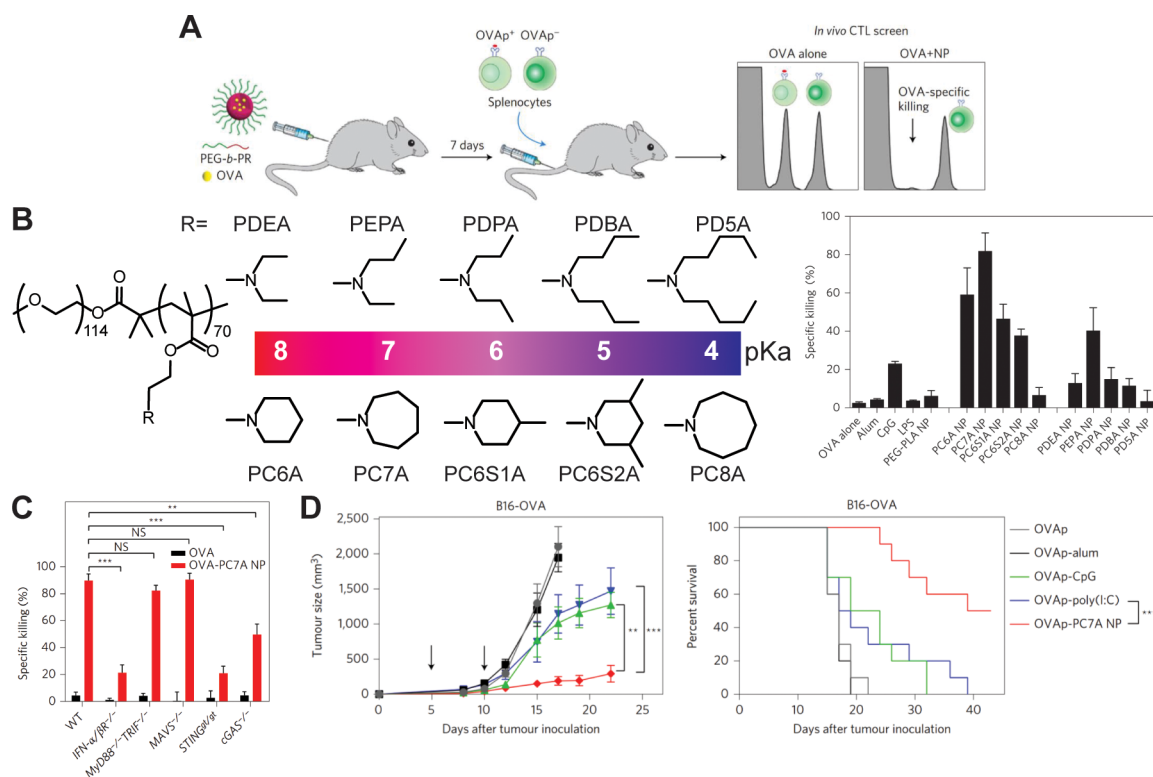 A
OVAp⁺ OVAp⁻
Splenocytes
PEG-b-PR
OVA
7 days
In vivo CTL screen
OVA alone
OVA+NP
OVA-specific
killing
B
R= PDEA PEPA PDPA PDBA PD5A
N N N N N
O
O
114
70
O
O
R
8 7 6 5 4 pKa
N N N N N
PC6A PC7A PC6S1A PC6S2A PC8A
Specific killing (%)
100
80
60
40
20
0
OVA alone
Alum
CpG
LPS
PEG-PLA NP
PC6A NP
PC7A NP
PC6S1A NP
PC6S2A NP
PC8A NP
PDEA NP
PEPA NP
PDPA NP
PDBA NP
PD5A NP
C
**
***
NS
NS
***
OVA
OVA-PC7A NP
Specific killing (%)
100
80
60
40
20
0
WT
IFN-α/βR⁻/⁻
MyD88⁻/⁻TRIF⁻/⁻
MAVS⁻/⁻
STINGgt/gt
cGAS⁻/⁻
D
B16-OVA
Tumour size (mm³)
2,500
2,000
1,500
1,000
500
0
0 5 10 15 20 25
Days after tumour inoculation
** ***
B16-OVA
Percent survival
100
80
60
40
20
0
0 10 20 30 40
Days after tumour inoculation
OVAp
OVAp-alum
OVAp-CpG
OVAp-poly(I:C)
OVAp-PC7A NP
**